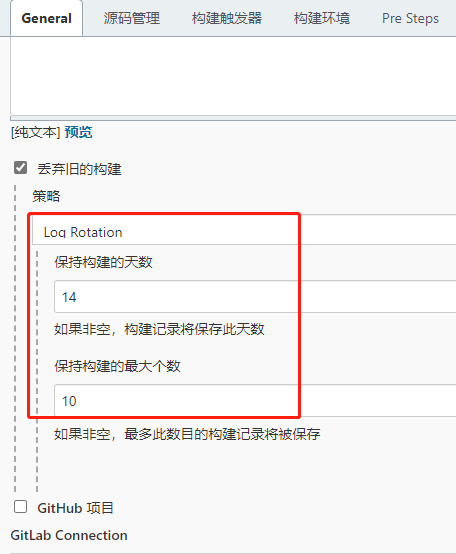 General 源码管理 构建触发器 构建环境 Pre Steps
[纯文本] 预览
丢弃旧的构建
策略
Log Rotation
保持构建的天数
14
如果非空，构建记录将保存此天数
保持构建的最大个数
10
如果非空，最多此数目的构建记录将被保存
GitHub 项目
GitLab Connection